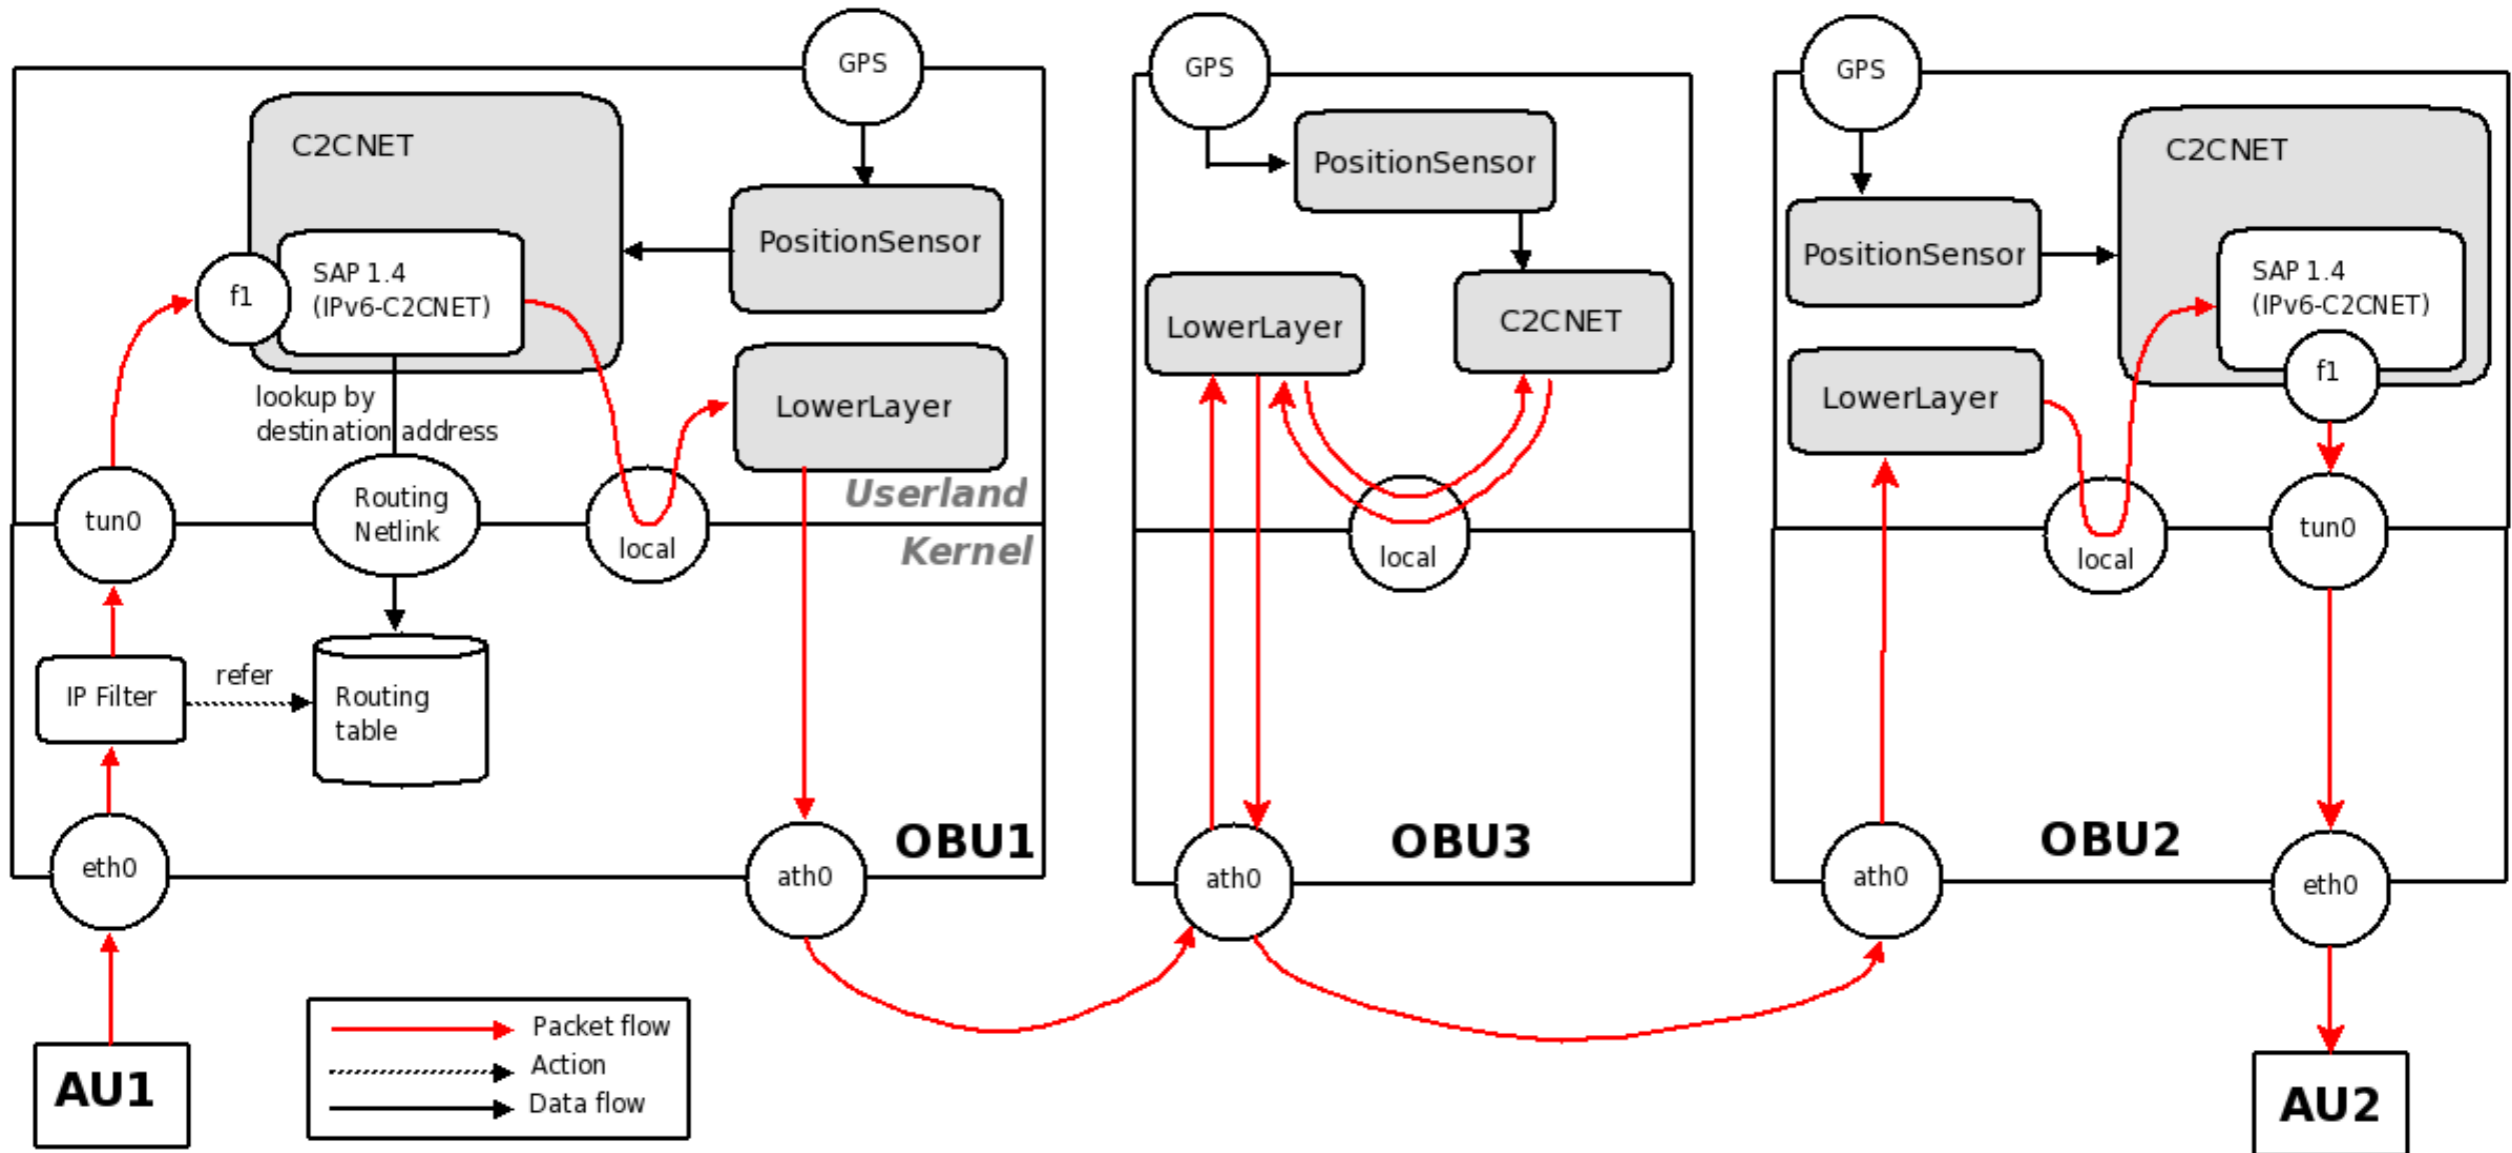 GPS
C2CNET
PositionSensor
SAP 1.4
(IPv6-C2CNET)
f1
lookup by
destination address
LowerLayer
Userland
Kernel
tun0
Routing
Netlink
local
IP Filter
refer
Routing
table
eth0
ath0
OBU1
AU1
GPS
PositionSensor
LowerLayer
C2CNET
local
OBU3
ath0
GPS
C2CNET
PositionSensor
SAP 1.4
(IPv6-C2CNET)
f1
LowerLayer
local
tun0
OBU2
ath0
eth0
AU2
Packet flow
Action
Data flow